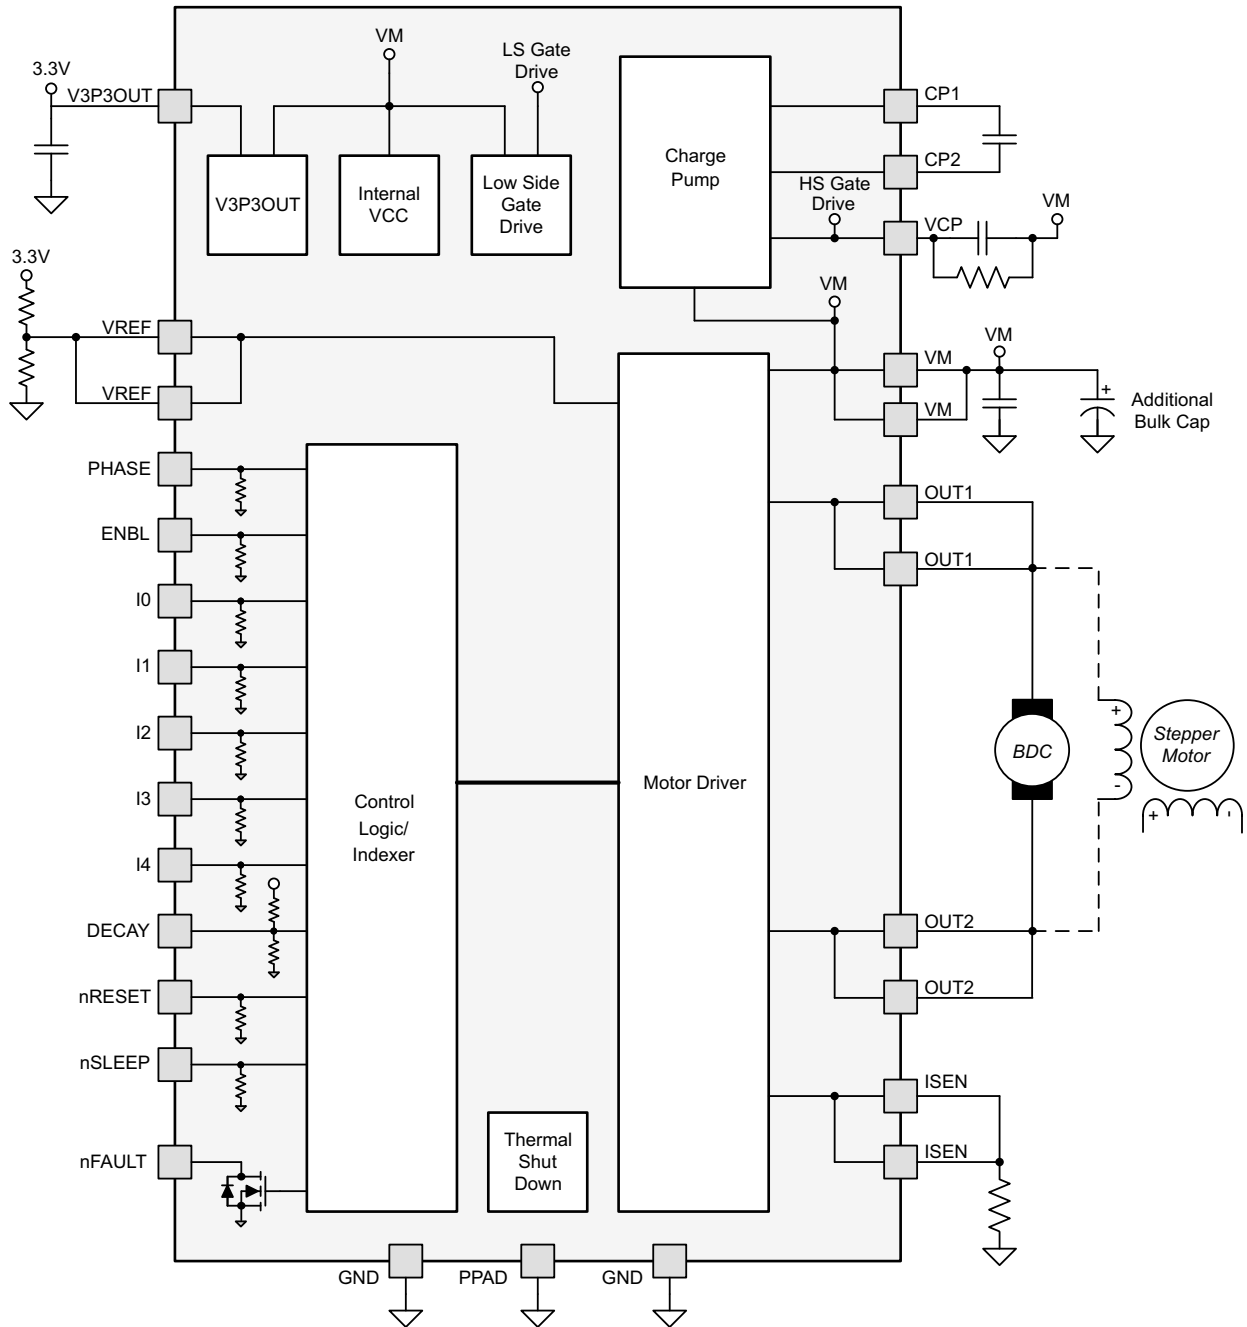 VM
LS Gate
Drive
3.3V
V3P3OUT
CP1
Charge
Pump
V3P3OUT
Internal
VCC
Low Side
Gate
Drive
CP2
HS Gate
Drive
VM
VCP
3.3V
VM
VREF
VM
VM
VREF
VM
+
Additional
Bulk Cap
PHASE
OUT1
ENBL
OUT1
I0
I1
I2
+
Stepper
Motor
BDC
-
I3
Control
Logic/
Indexer
Motor Driver
+
-
I4
DECAY
OUT2
nRESET
OUT2
nSLEEP
ISEN
nFAULT
Thermal
Shut
Down
ISEN
GND
PPAD
GND